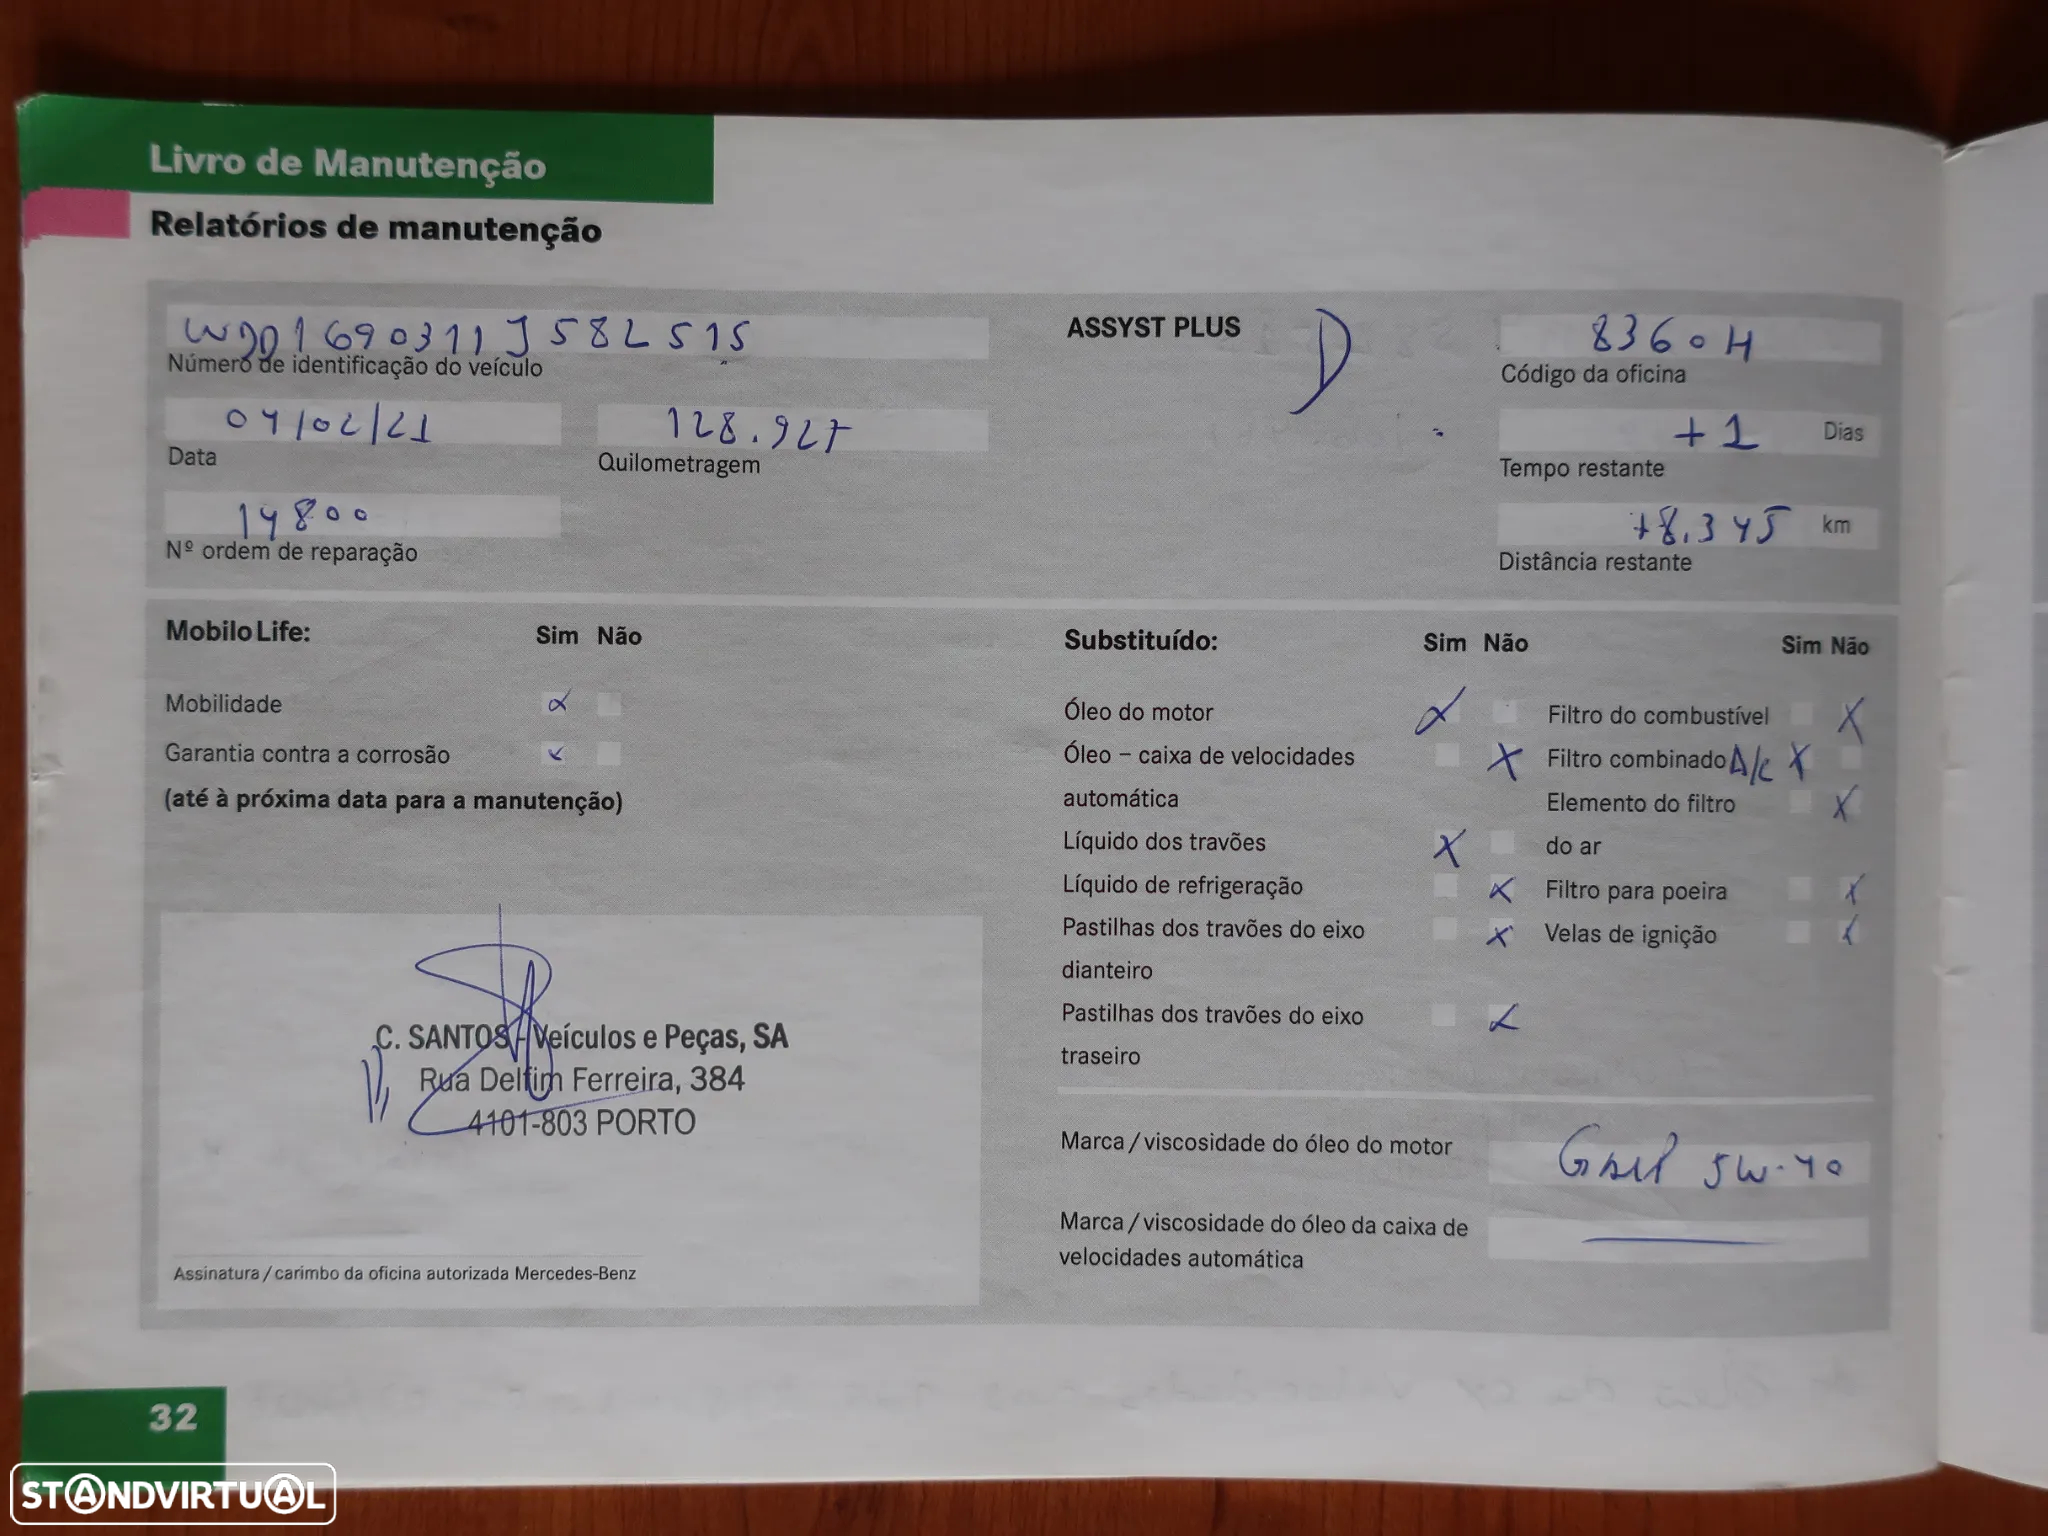 Livro de Manutenção
Relatórios de manutenção
WDD1690311J582515
Número de identificação do veículo
ASSYST PLUS
D
83604
Código da oficina
04/02/21
Data
128.927
Quilometragem
+1 Dias
Tempo restante
14800
Nº ordem de reparação
+8.345 km
Distância restante
MobiloLife: Sim Não
Mobilidade
Garantia contra a corrosão
(até à próxima data para a manutenção)
C. SANTOS - Veículos e Peças, SA
Rua Delfim Ferreira, 384
4101-803 PORTO
Assinatura / carimbo da oficina autorizada Mercedes-Benz
Substituído: Sim Não Sim Não
Óleo do motor
Óleo – caixa de velocidades
automática
Líquido dos travões
Líquido de refrigeração
Pastilhas dos travões do eixo
dianteiro
Pastilhas dos travões do eixo
traseiro
Filtro do combustível
Filtro combinado A/C
Elemento do filtro
do ar
Filtro para poeira
Velas de ignição
Marca / viscosidade do óleo do motor
GALP 5W-40
Marca / viscosidade do óleo da caixa de
velocidades automática
32
STANDVIRTUAL